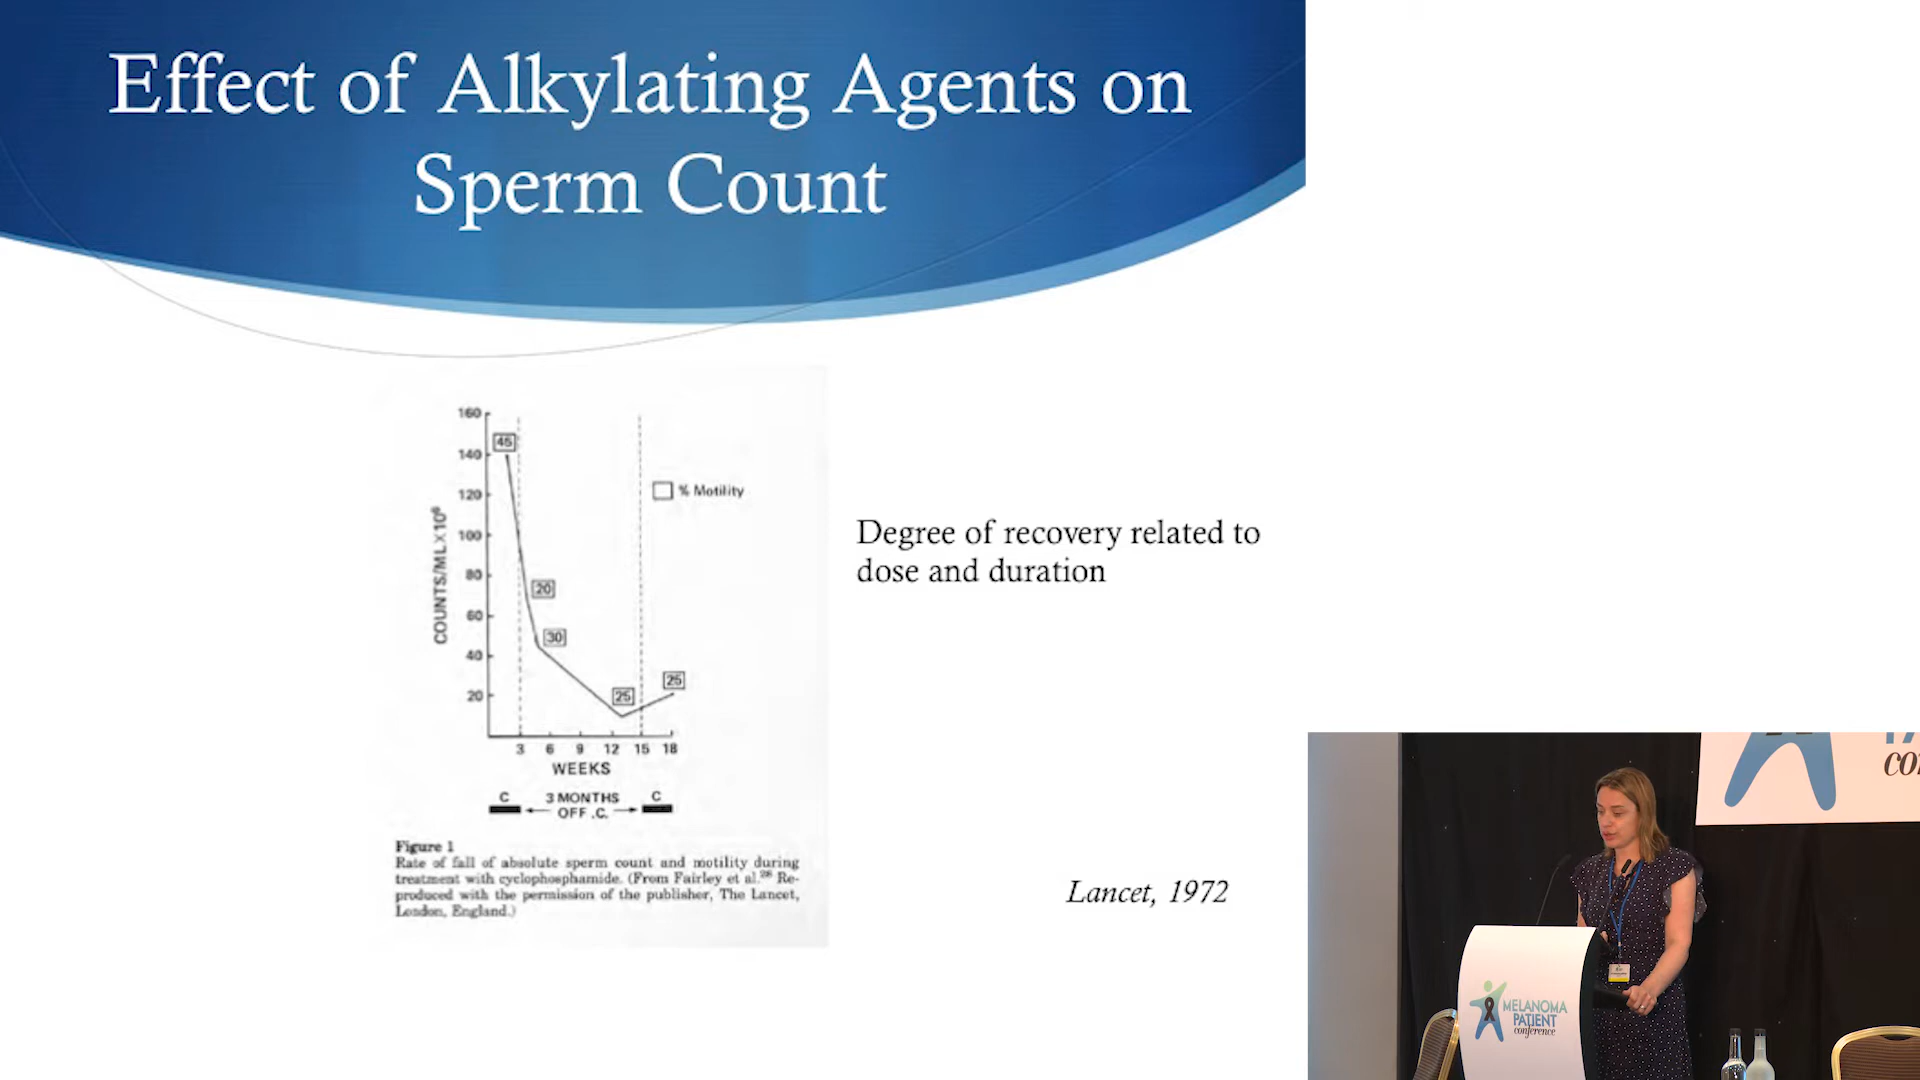 Effect of Alkylating Agents on
Sperm Count
160
140
120
100
80
60
40
20
COUNTS/MLX10⁶
45
20
30
25
25
% Motility
3 6 9 12 15 18
WEEKS
C 3 MONTHS C
OFF .C.
Figure 1
Rate of fall of absolute sperm count and motility during
treatment with cyclophosphamide. (From Fairley et al.²⁶ Re-
produced with the permission of the publisher, The Lancet,
London, England.)
Degree of recovery related to
dose and duration
Lancet, 1972
MELANOMA
PATIENT
conference